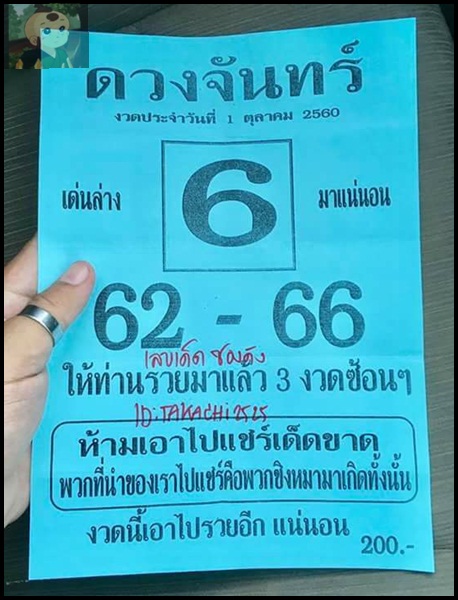 ดวงจันทร์
งวดประจำวันที่ 1 ตุลาคม 2560
เด่นล่าง 6 มาแน่นอน
62 - 66
เลขเด็ด ซองดัง
ให้ท่านรวยมาแล้ว 3 งวดซ้อนๆ
ID:TAKACHi2525
ห้ามเอาไปแชร์เด็ดขาด
พวกที่นำของเราไปแชร์คือพวกชิงหมามาเกิดทั้งนั้น
งวดนี้เอาไปรวยอีก แน่นอน
200.-